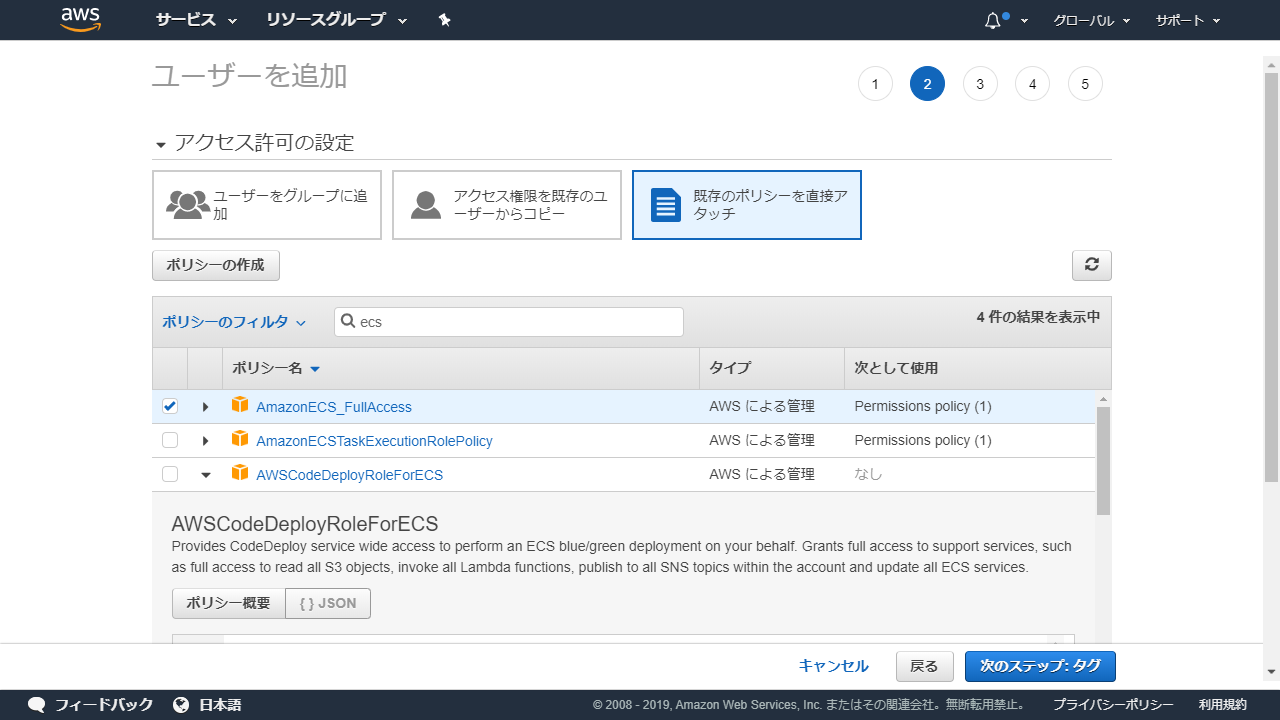 aws サービス リソースグループ グローバル サポート
ユーザーを追加
1 2 3 4 5
アクセス許可の設定
ユーザーをグループに追
加
アクセス権限を既存のユ
ーザーからコピー
既存のポリシーを直接ア
タッチ
ポリシーの作成
ポリシーのフィルタ ecs 4 件の結果を表示中
ポリシー名 タイプ 次として使用
AmazonECS_FullAccess AWS による管理 Permissions policy (1)
AmazonECSTaskExecutionRolePolicy AWS による管理 Permissions policy (1)
AWSCodeDeployRoleForECS AWS による管理 なし
AWSCodeDeployRoleForECS
Provides CodeDeploy service wide access to perform an ECS blue/green deployment on your behalf. Grants full access to support services, such
as full access to read all S3 objects, invoke all Lambda functions, publish to all SNS topics within the account and update all ECS services.
ポリシー概要 { } JSON
キャンセル 戻る 次のステップ: タグ
フィードバック 日本語 © 2008 - 2019, Amazon Web Services, Inc. またはその関連会社。無断転用禁止。 プライバシーポリシー 利用規約